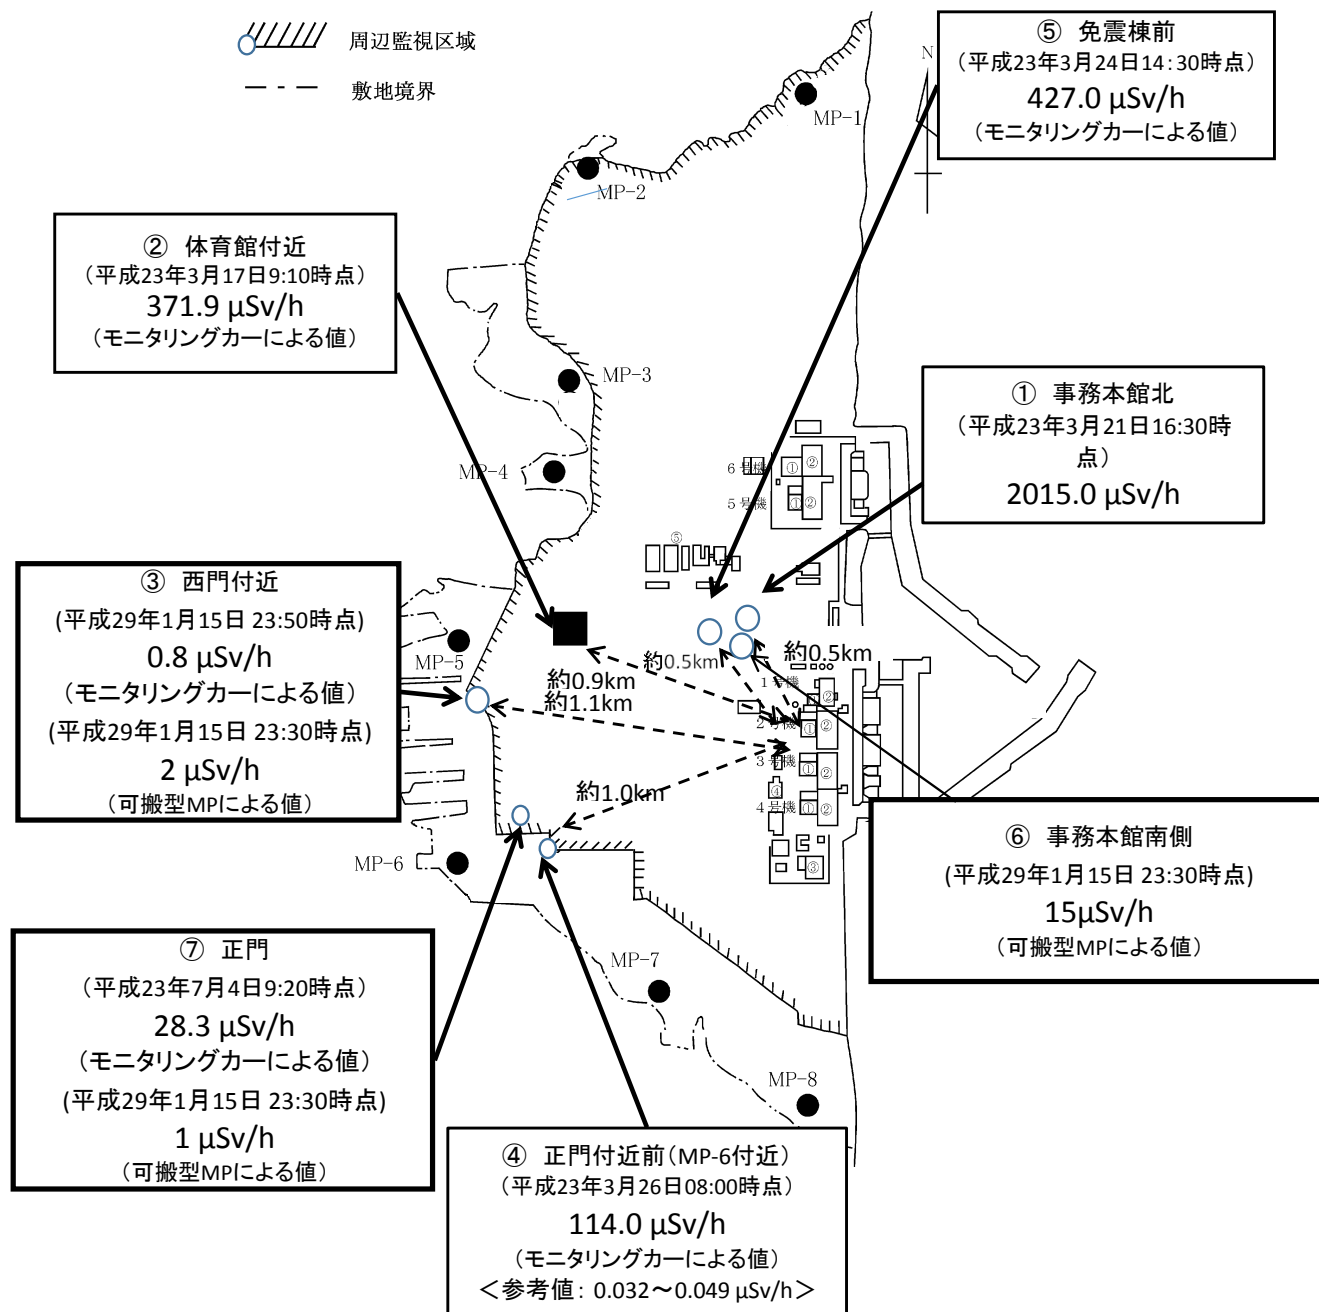 周辺監視区域
敷地境界
⑤ 免震棟前
(平成23年3月24日14:30時点)
427.0 μSv/h
(モニタリングカーによる値)
N
MP-1
MP-2
② 体育館付近
(平成23年3月17日9:10時点)
371.9 μSv/h
(モニタリングカーによる値)
MP-3
① 事務本館北
(平成23年3月21日16:30時
点)
2015.0 μSv/h
MP-4
6号機
①
②
5号機
①
②
⑤
③ 西門付近
(平成29年1月15日 23:50時点)
0.8 μSv/h
(モニタリングカーによる値)
(平成29年1月15日 23:30時点)
2 μSv/h
(可搬型MPによる値)
MP-5
約0.9km
約1.1km
約0.5km
約0.5km
約1.0km
1号機
②
2号機
①
②
3号機
①
②
④
4号機
①
②
③
⑥ 事務本館南側
(平成29年1月15日 23:30時点)
15μSv/h
(可搬型MPによる値)
MP-6
⑦ 正門
(平成23年7月4日9:20時点)
28.3 μSv/h
(モニタリングカーによる値)
(平成29年1月15日 23:30時点)
1 μSv/h
(可搬型MPによる値)
MP-7
MP-8
④ 正門付近前(MP-6付近)
(平成23年3月26日08:00時点)
114.0 μSv/h
(モニタリングカーによる値)
<参考値: 0.032~0.049 μSv/h>